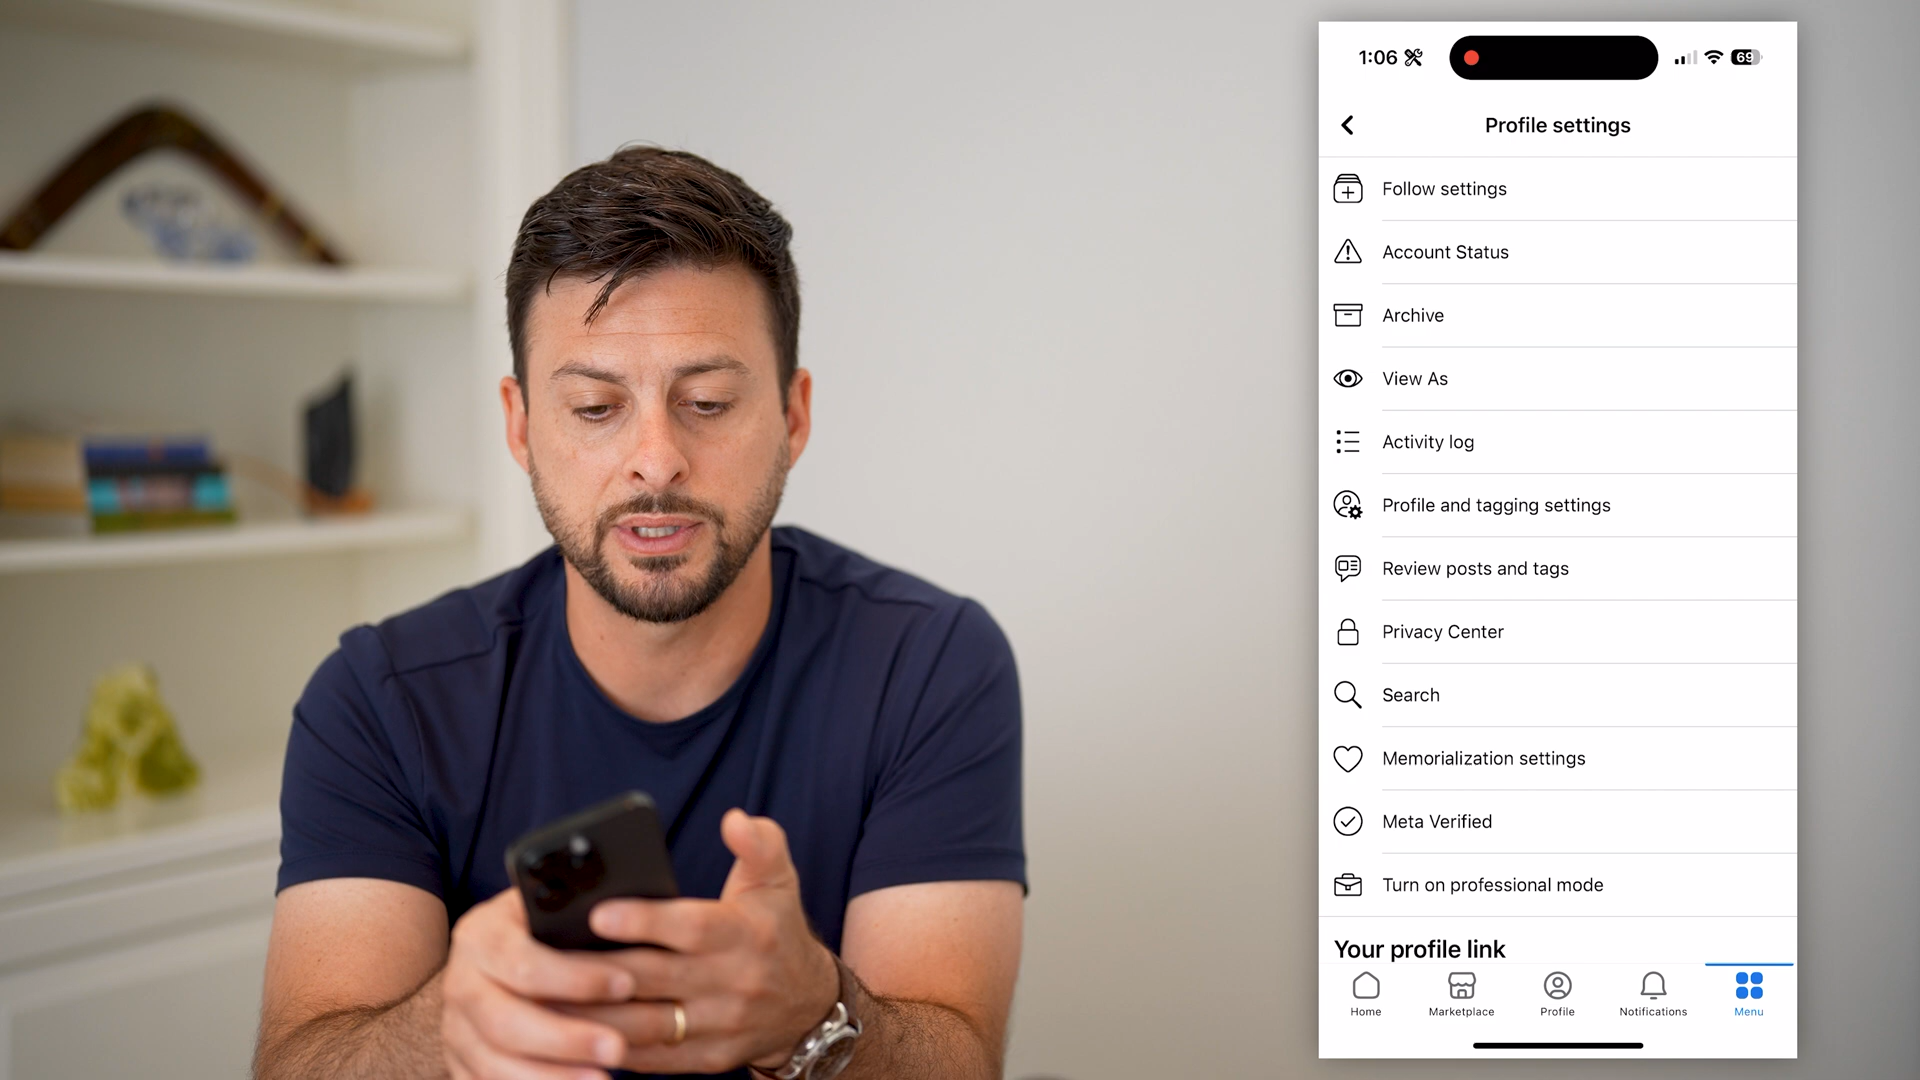 1:06
69
Profile settings
Follow settings
Account Status
Archive
View As
Activity log
Profile and tagging settings
Review posts and tags
Privacy Center
Search
Memorialization settings
Meta Verified
Turn on professional mode
Your profile link
Home
Marketplace
Profile
Notifications
Menu